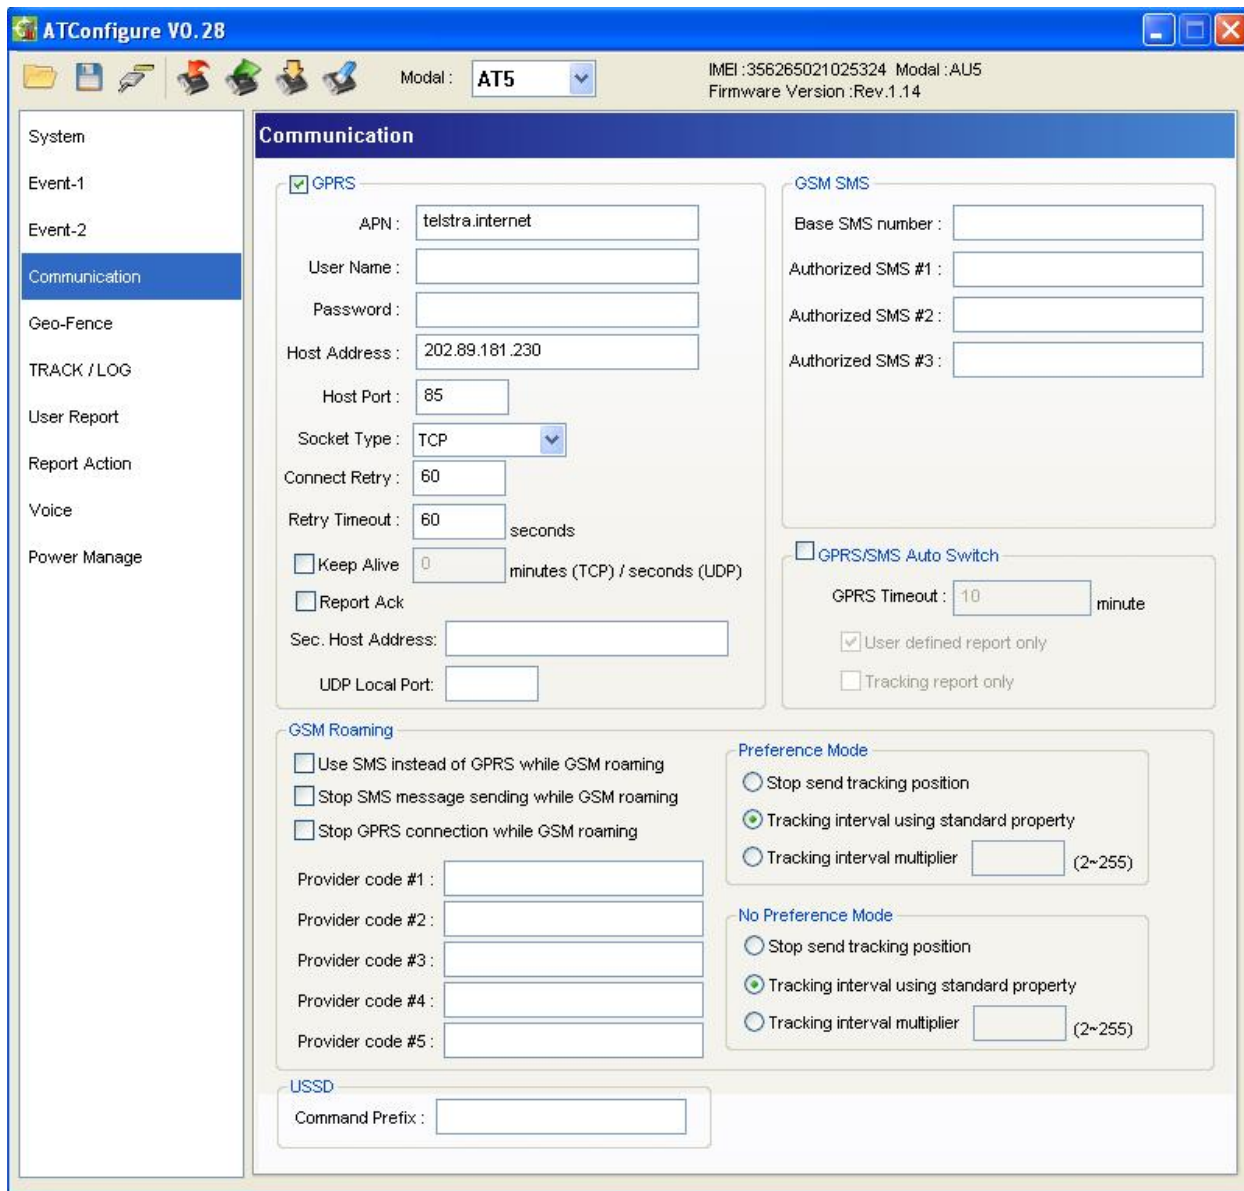 ATConfigure V0.28
Modal : AT5
IMEI :356265021025324 Modal :AU5
Firmware Version :Rev.1.14
System
Event-1
Event-2
Communication
Geo-Fence
TRACK / LOG
User Report
Report Action
Voice
Power Manage
Communication
GPRS
APN : telstra.internet
User Name :
Password :
Host Address : 202.89.181.230
Host Port : 85
Socket Type : TCP
Connect Retry : 60
Retry Timeout : 60 seconds
Keep Alive 0 minutes (TCP) / seconds (UDP)
Report Ack
Sec. Host Address:
UDP Local Port:
GSM SMS
Base SMS number :
Authorized SMS #1 :
Authorized SMS #2 :
Authorized SMS #3 :
GPRS/SMS Auto Switch
GPRS Timeout : 10 minute
User defined report only
Tracking report only
GSM Roaming
Use SMS instead of GPRS while GSM roaming
Stop SMS message sending while GSM roaming
Stop GPRS connection while GSM roaming
Provider code #1 :
Provider code #2 :
Provider code #3 :
Provider code #4 :
Provider code #5 :
Preference Mode
Stop send tracking position
Tracking interval using standard property
Tracking interval multiplier (2~255)
No Preference Mode
Stop send tracking position
Tracking interval using standard property
Tracking interval multiplier (2~255)
USSD
Command Prefix :